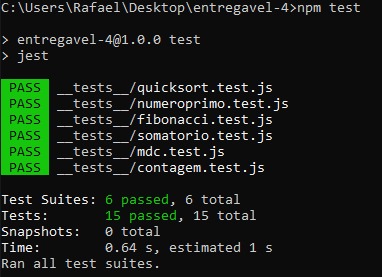 C:\Users\Rafael\Desktop\entregavel-4>npm test
> entregavel-4@1.0.0 test
> jest
PASS __tests__/quicksort.test.js
PASS __tests__/numeroprimo.test.js
PASS __tests__/fibonacci.test.js
PASS __tests__/somatorio.test.js
PASS __tests__/mdc.test.js
PASS __tests__/contagem.test.js
Test Suites: 6 passed, 6 total
Tests: 15 passed, 15 total
Snapshots: 0 total
Time: 0.64 s, estimated 1 s
Ran all test suites.